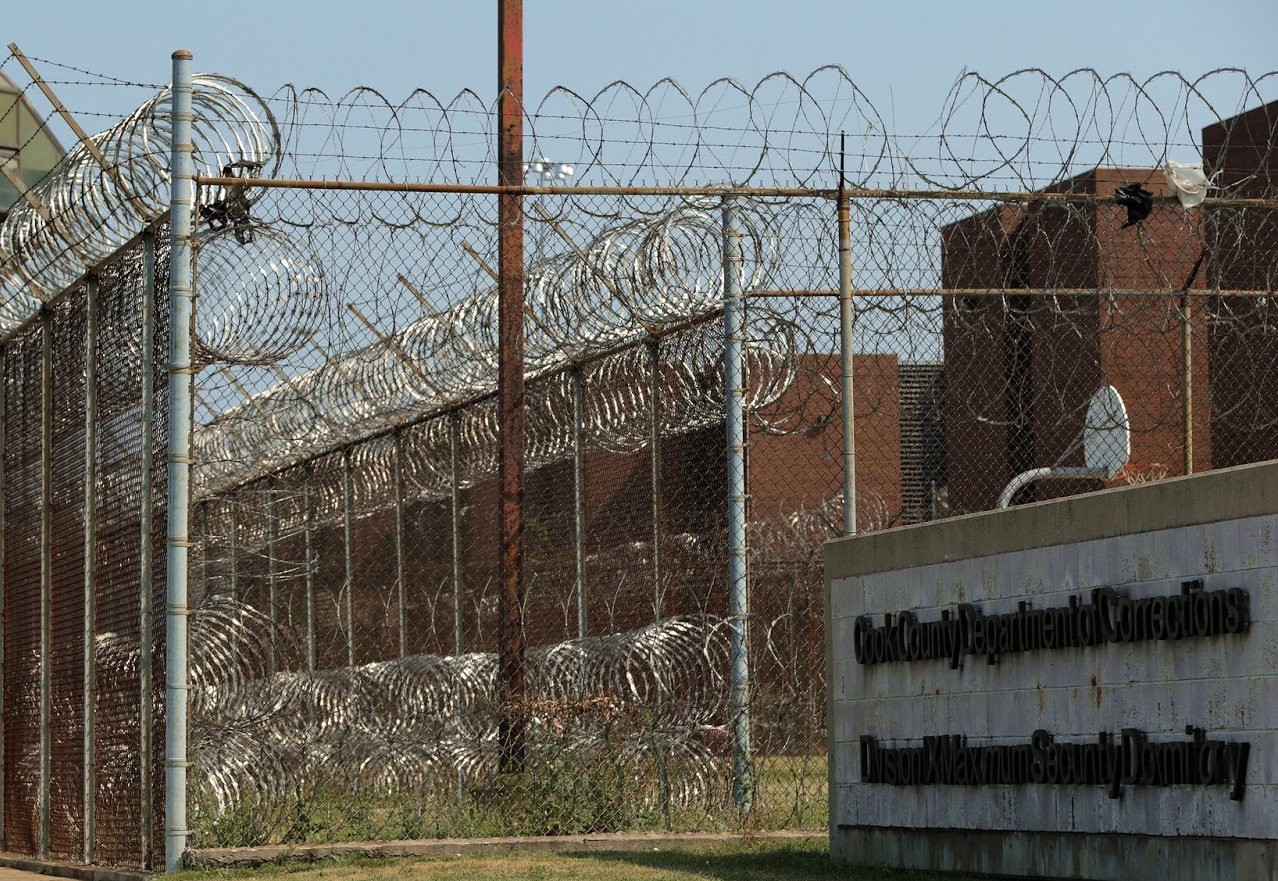 Cook County Department of Corrections
Division X Maximum Security Dormitory